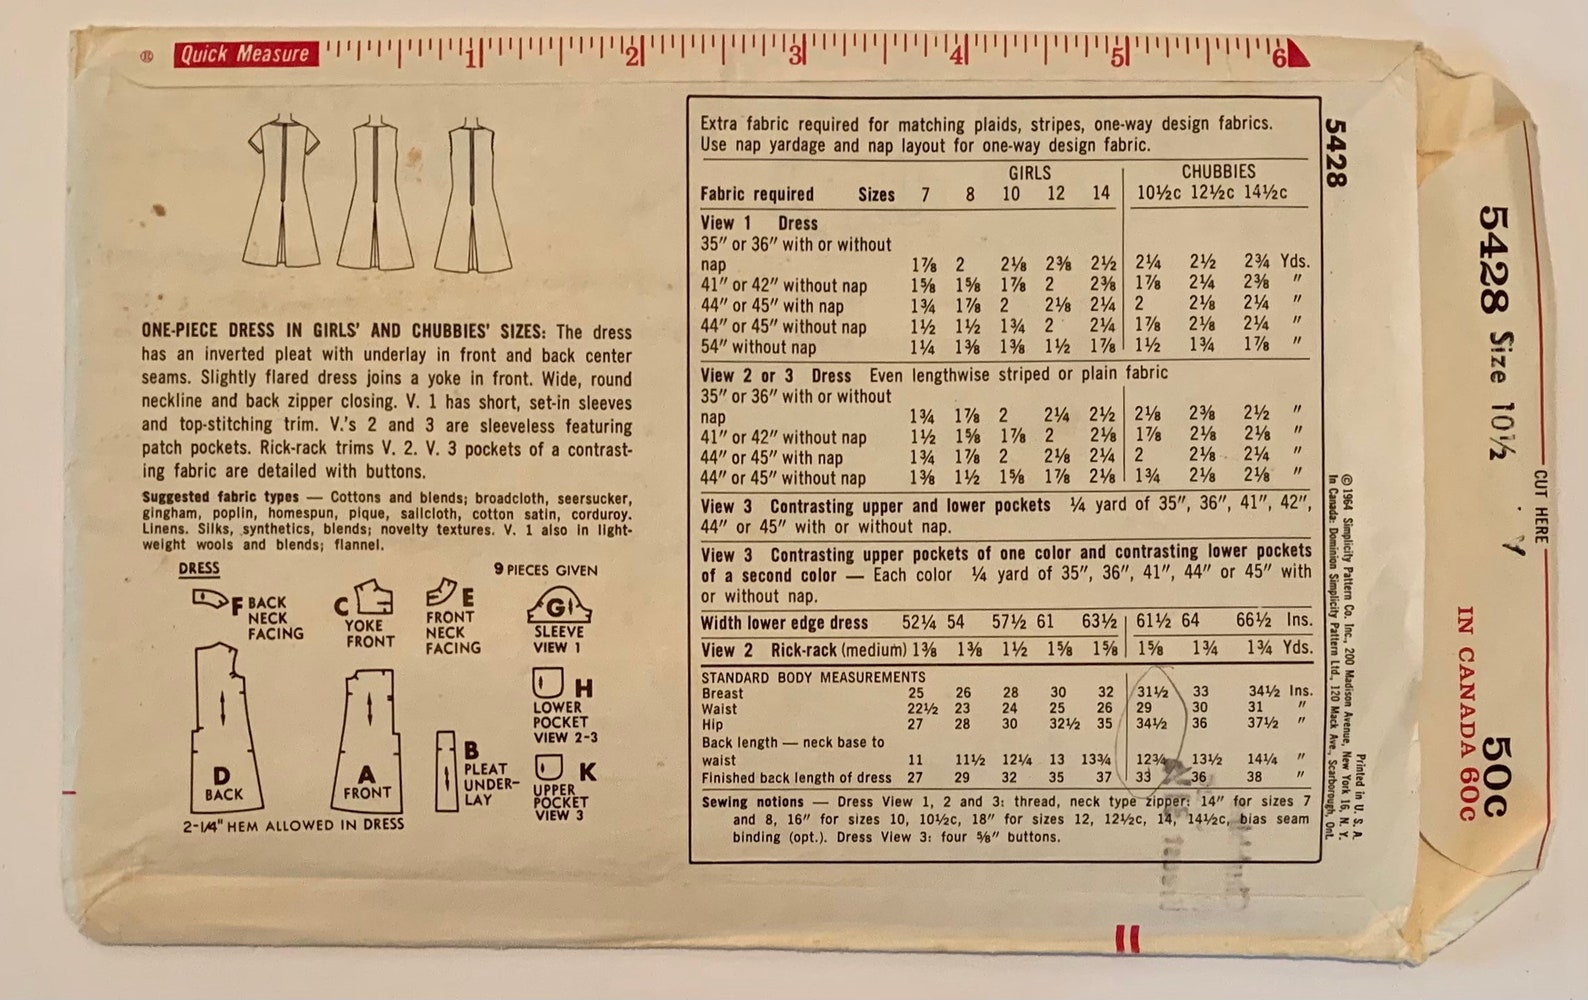 ® Quick Measure 1 2 3 4 5 6
ONE-PIECE DRESS IN GIRLS' AND CHUBBIES' SIZES: The dress
has an inverted pleat with underlay in front and back center
seams. Slightly flared dress joins a yoke in front. Wide, round
neckline and back zipper closing. V. 1 has short, set-in sleeves
and top-stitching trim. V.'s 2 and 3 are sleeveless featuring
patch pockets. Rick-rack trims V. 2. V. 3 pockets of a contrast-
ing fabric are detailed with buttons.
Suggested fabric types — Cottons and blends; broadcloth, seersucker,
gingham, poplin, homespun, pique, sailcloth, cotton satin, corduroy.
Linens. Silks, synthetics, blends; novelty textures. V. 1 also in light-
weight wools and blends; flannel.
DRESS
9 PIECES GIVEN
F BACK
NECK
FACING
C
YOKE
FRONT
E
FRONT
NECK
FACING
G
SLEEVE
VIEW 1
H
LOWER
POCKET
VIEW 2-3
D
BACK
A
FRONT
B
PLEAT
UNDER-
LAY
K
UPPER
POCKET
VIEW 3
2-1/4" HEM ALLOWED IN DRESS
Extra fabric required for matching plaids, stripes, one-way design fabrics.
Use nap yardage and nap layout for one-way design fabric.
GIRLS CHUBBIES
Fabric required Sizes 7 8 10 12 14 10½c 12½c 14½c
View 1 Dress
35" or 36" with or without
nap 1⅞ 2 2⅛ 2⅜ 2½ 2¼ 2½ 2¾ Yds.
41" or 42" without nap 1⅝ 1⅝ 1⅞ 2 2⅜ 1⅞ 2¼ 2⅜ "
44" or 45" with nap 1¾ 1⅞ 2 2⅛ 2¼ 2 2⅛ 2¼ "
44" or 45" without nap 1½ 1½ 1¾ 2 2¼ 1⅞ 2⅛ 2¼ "
54" without nap 1¼ 1⅜ 1⅜ 1½ 1⅞ 1½ 1¾ 1⅞ "
View 2 or 3 Dress Even lengthwise striped or plain fabric
35" or 36" with or without
nap 1¾ 1⅞ 2 2¼ 2½ 2⅛ 2⅜ 2½ "
41" or 42" without nap 1½ 1⅝ 1⅞ 2 2⅛ 1⅞ 2⅛ 2⅛ "
44" or 45" with nap 1¾ 1⅞ 2 2⅛ 2¼ 2 2⅛ 2¼ "
44" or 45" without nap 1⅜ 1½ 1⅝ 1⅞ 2⅛ 1¾ 2⅛ 2⅛ "
View 3 Contrasting upper and lower pockets ¼ yard of 35", 36", 41", 42",
44" or 45" with or without nap.
View 3 Contrasting upper pockets of one color and contrasting lower pockets
of a second color — Each color ¼ yard of 35", 36", 41", 44" or 45" with
or without nap.
Width lower edge dress 52¼ 54 57½ 61 63½ 61½ 64 66½ Ins.
View 2 Rick-rack (medium) 1⅜ 1⅜ 1½ 1⅝ 1⅝ 1⅝ 1¾ 1¾ Yds.
STANDARD BODY MEASUREMENTS
Breast 25 26 28 30 32 31½ 33 34½ Ins.
Waist 22½ 23 24 25 26 29 30 31 "
Hip 27 28 30 32½ 35 34½ 36 37½ "
Back length — neck base to
waist 11 11½ 12¼ 13 13¾ 12¾ 13½ 14¼ "
Finished back length of dress 27 29 32 35 37 33 36 38 "
Sewing notions — Dress View 1, 2 and 3: thread, neck type zipper: 14" for sizes 7
and 8, 16" for sizes 10, 10½c, 18" for sizes 12, 12½c, 14, 14½c, bias seam
binding (opt.). Dress View 3: four ⅝" buttons.
5428
© 1964 Simplicity Pattern Co. Inc., 200 Madison Avenue, New York 16, N. Y.
In Canada: Dominion Simplicity Pattern Ltd., 120 Mack Ave., Scarborough, Ont.
Printed in U. S. A.
5428 Size 10½
50c
IN CANADA 60c
CUT HERE